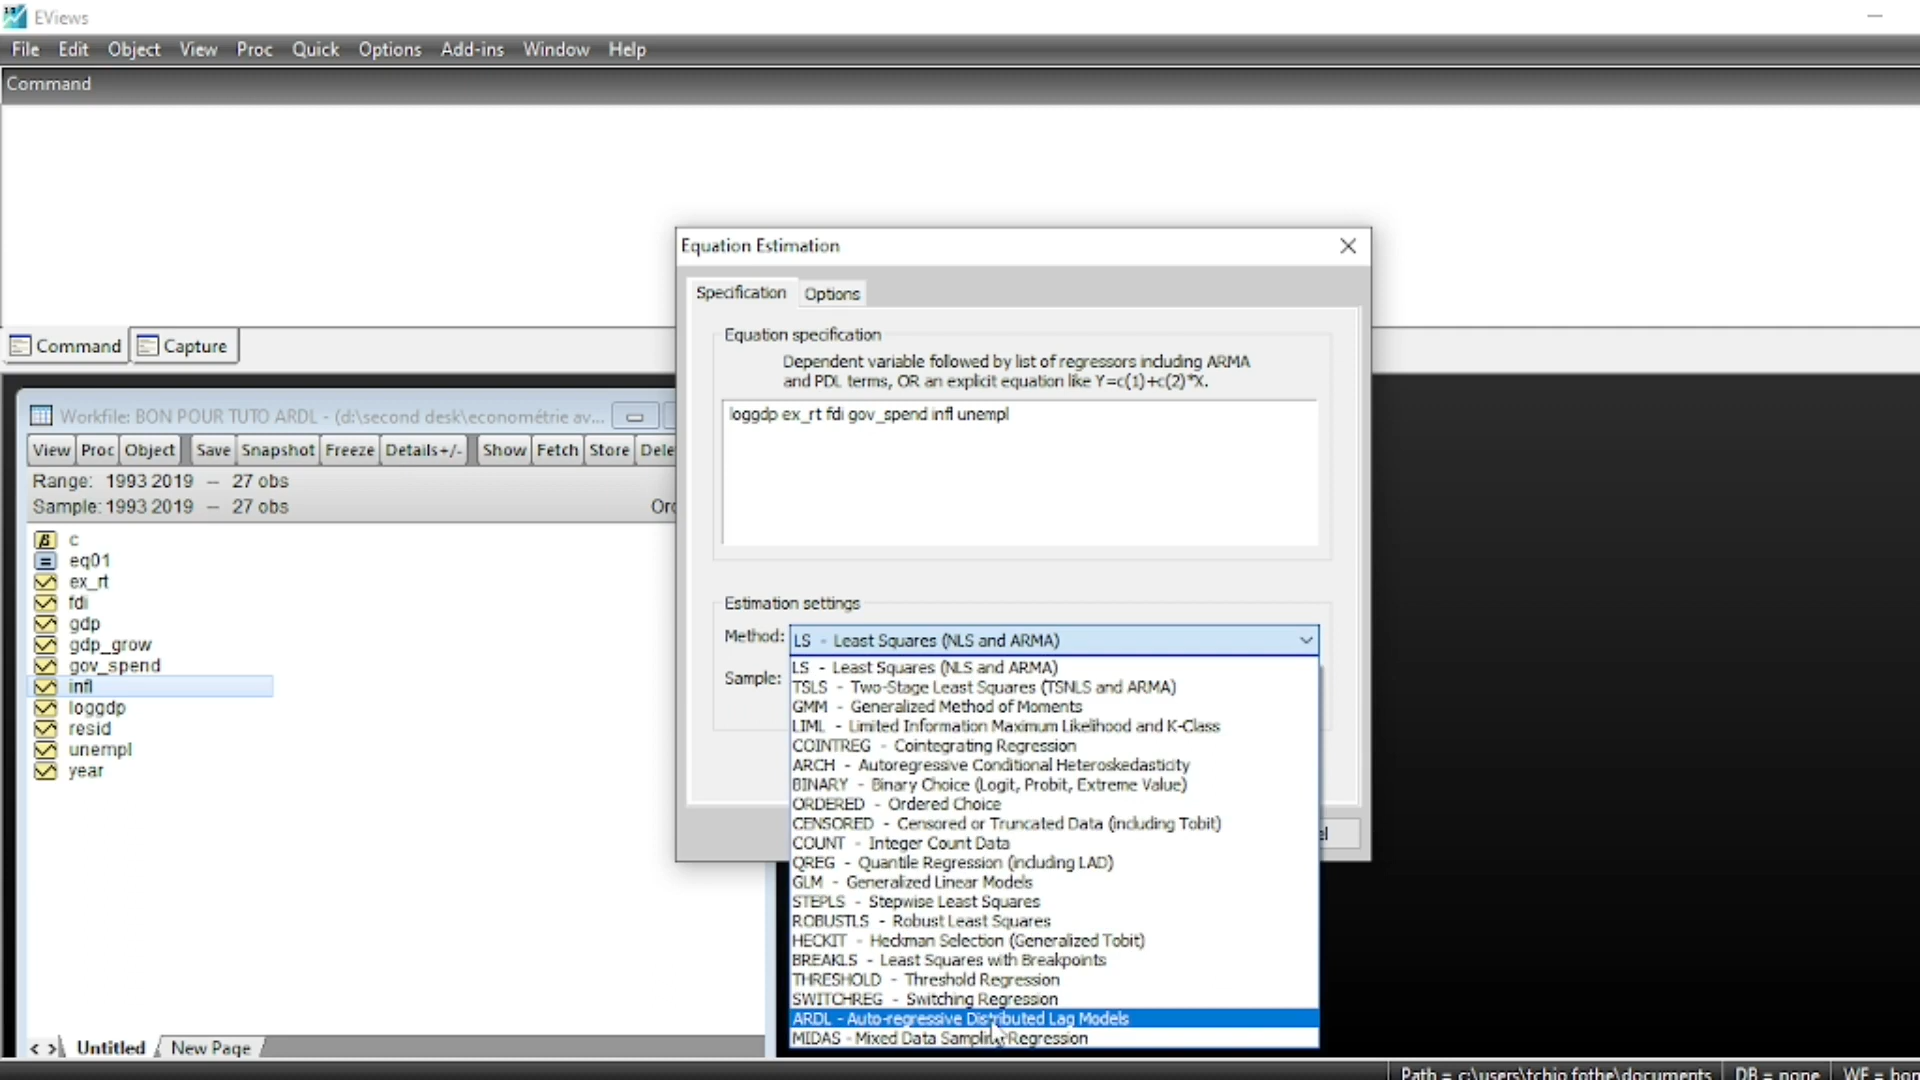 EViews
File Edit Object View Proc Quick Options Add-ins Window Help
Command
Command Capture
Workfile: BON POUR TUTO ARDL - (d:\second desk\économétrie av...
View Proc Object Save Snapshot Freeze Details+/- Show Fetch Store Dele
Range: 1993 2019 – 27 obs
Sample: 1993 2019 – 27 obs Ord
c
eq01
ex_rt
fdi
gdp
gdp_grow
gov_spend
infl
loggdp
resid
unempl
year
< > Untitled New Page
Equation Estimation
Specification Options
Equation specification
Dependent variable followed by list of regressors including ARMA
and PDL terms, OR an explicit equation like Y=c(1)+c(2)*X.
loggdp ex_rt fdi gov_spend infl unempl
Estimation settings
Method: LS - Least Squares (NLS and ARMA)
Sample:
LS - Least Squares (NLS and ARMA)
TSLS - Two-Stage Least Squares (TSNLS and ARMA)
GMM - Generalized Method of Moments
LIML - Limited Information Maximum Likelihood and K-Class
COINTREG - Cointegrating Regression
ARCH - Autoregressive Conditional Heteroskedasticity
BINARY - Binary Choice (Logit, Probit, Extreme Value)
ORDERED - Ordered Choice
CENSORED - Censored or Truncated Data (including Tobit)
COUNT - Integer Count Data
QREG - Quantile Regression (including LAD)
GLM - Generalized Linear Models
STEPLS - Stepwise Least Squares
ROBUSTLS - Robust Least Squares
HECKIT - Heckman Selection (Generalized Tobit)
BREAKLS - Least Squares with Breakpoints
THRESHOLD - Threshold Regression
SWITCHREG - Switching Regression
ARDL - Auto-regressive Distributed Lag Models
MIDAS - Mixed Data Sampling Regression
el
Path = c:\users\tchio fothe\documents DB = none WF = bon